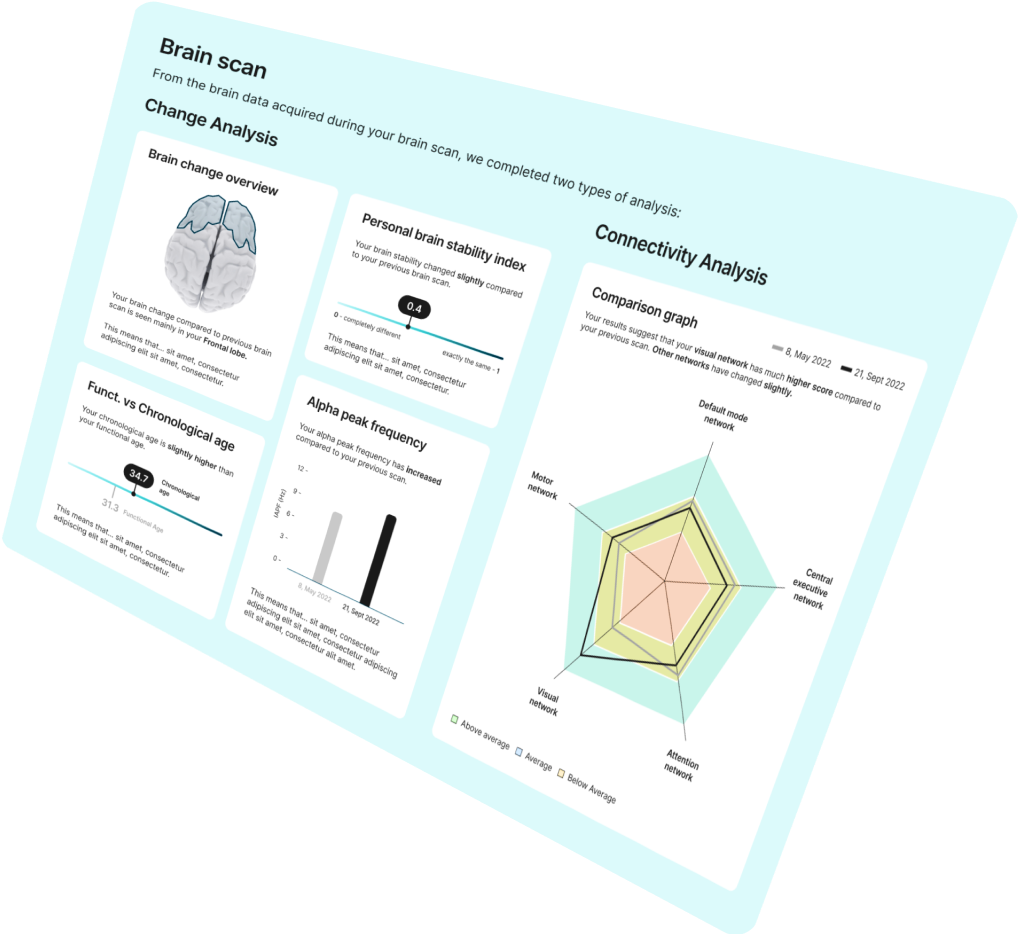 Brain scan
From the brain data acquired during your brain scan, we completed two types of analysis:
Change Analysis
Brain change overview
Your brain change compared to previous brain
scan is seen mainly in your Frontal lobe.
This means that... sit amet, consectetur
adipiscing elit sit amet, consectetur.
Personal brain stability index
Your brain stability changed slightly compared
to your previous brain scan.
0.4
0 - completely different
exactly the same - 1
This means that... sit amet, consectetur
adipiscing elit sit amet, consectetur.
Funct. vs Chronological age
Your chronological age is slightly higher than
your functional age.
34.7
Chronological
age
31.3
Functional Age
This means that... sit amet, consectetur
adipiscing elit sit amet, consectetur.
Alpha peak frequency
Your alpha peak frequency has increased
compared to your previous scan.
12 -
9 -
6 -
3 -
0 -
IAPF (Hz)
8, May 2022
21, Sept 2022
This means that... sit amet, consectetur
adipiscing elit sit amet, consectetur adipiscing
elit sit amet, consectetur alit amet.
Connectivity Analysis
Comparison graph
Your results suggest that your visual network has much higher score compared to
your previous scan. Other networks have changed slightly.
8, May 2022
21, Sept 2022
Default mode
network
Motor
network
Central
executive
network
Visual
network
Attention
network
Above average
Average
Below Average